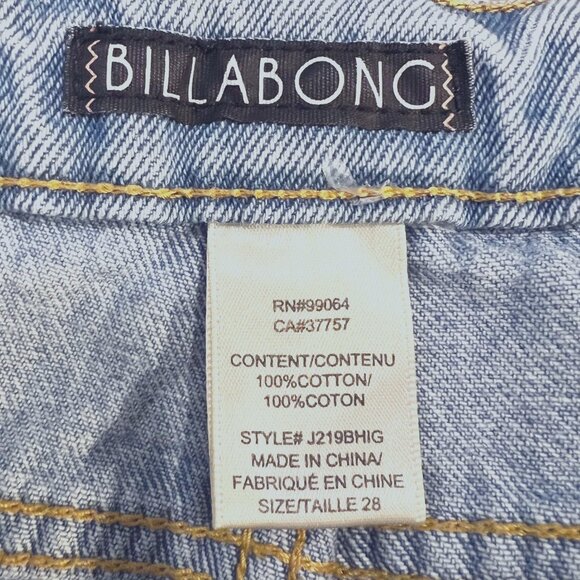 BILLABONG
RN#99064
CA#37757
CONTENT/CONTENU
100%COTTON/
100%COTON
STYLE# J219BHIG
MADE IN CHINA/
FABRIQUÉ EN CHINE
SIZE/TAILLE 28